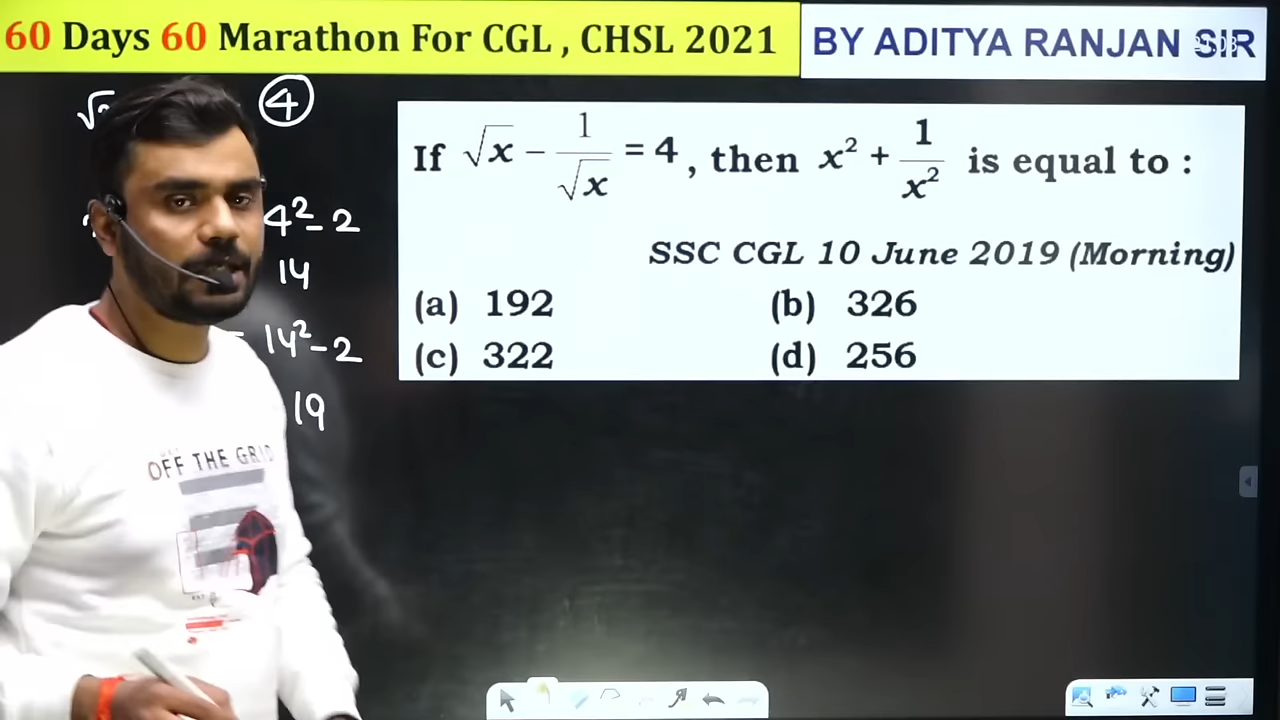 60 Days 60 Marathon For CGL , CHSL 2021
BY ADITYA RANJAN SIR
4
If √x − 1/√x = 4, then x² + 1/x² is equal to :
4² - 2
14
14² - 2
19
SSC CGL 10 June 2019 (Morning)
(a) 192
(b) 326
(c) 322
(d) 256
OFF THE GRID